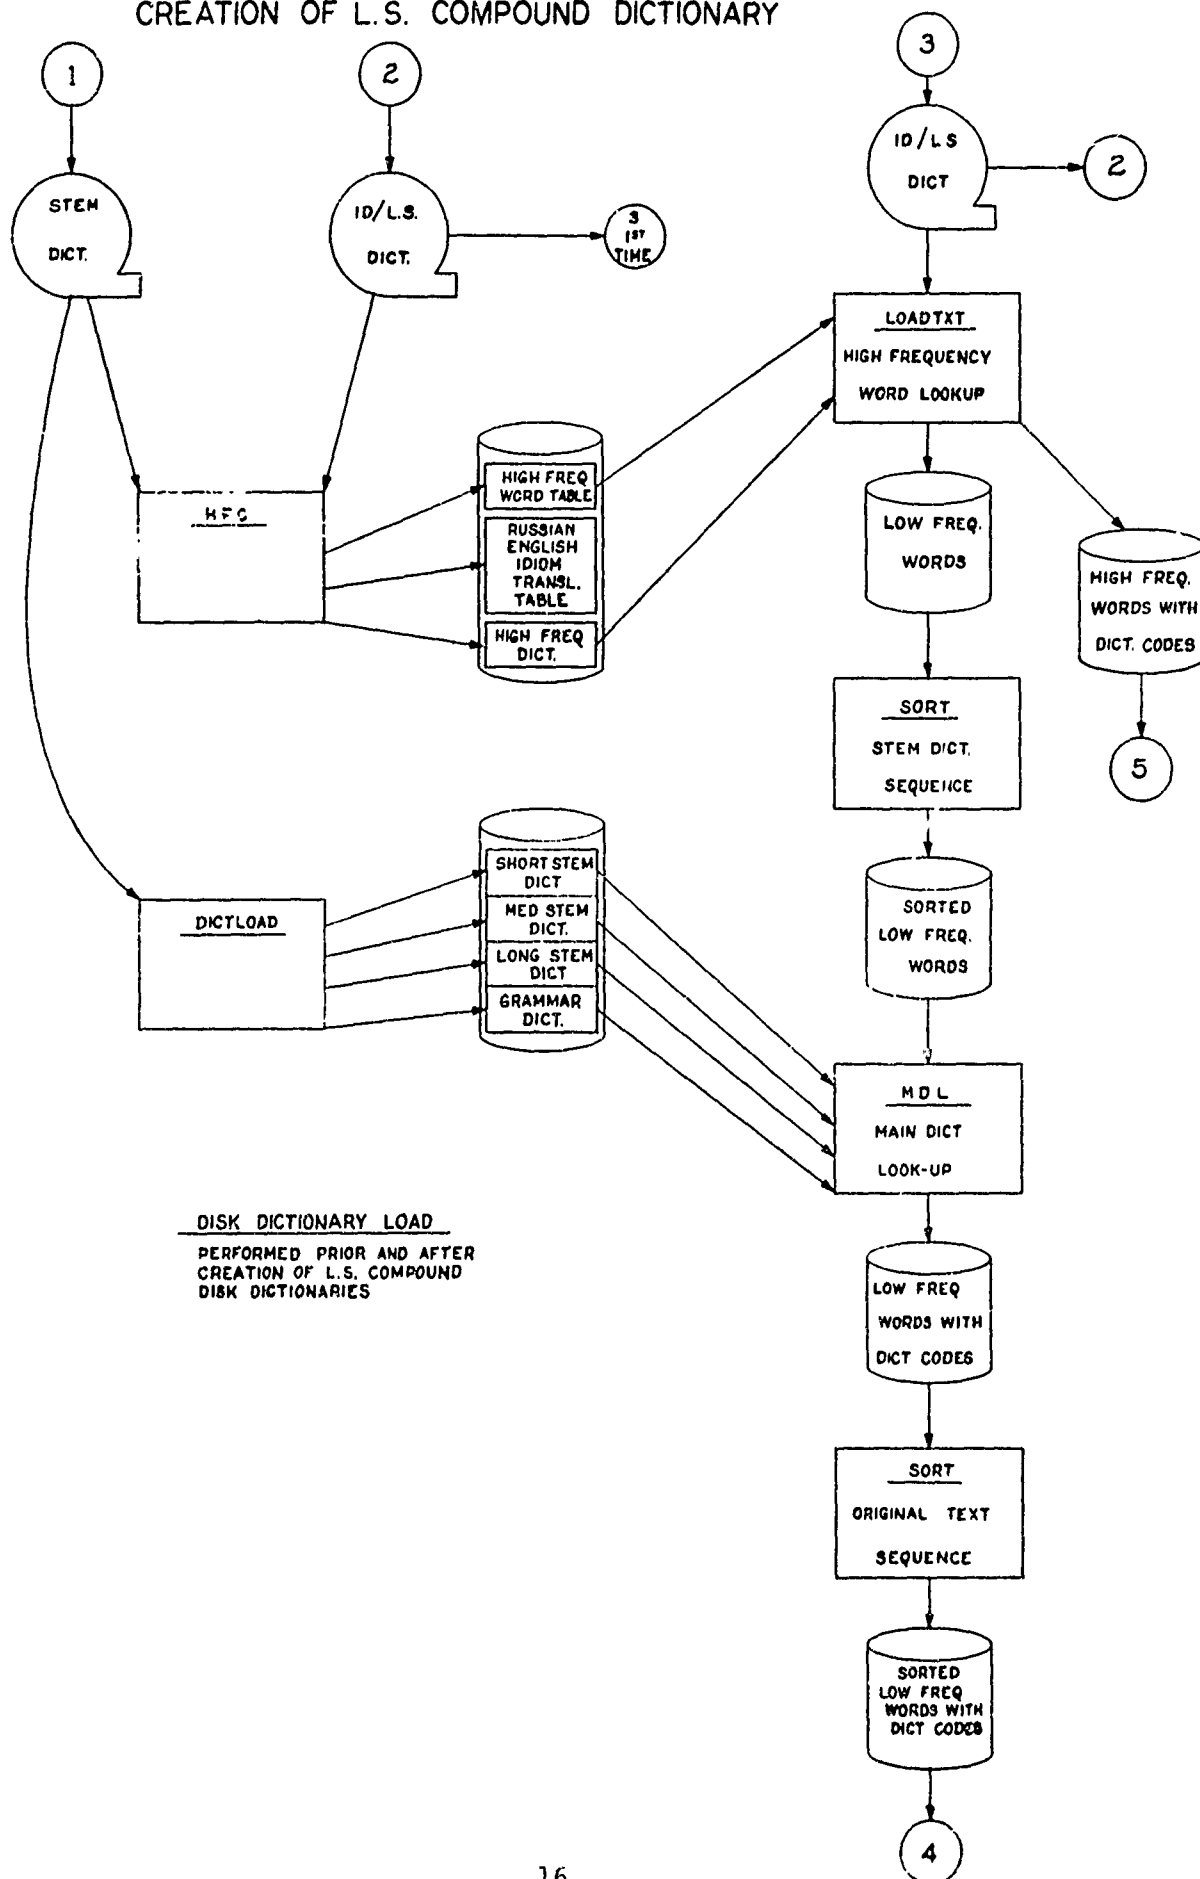 CREATION OF L.S. COMPOUND DICTIONARY
1
2
3
STEM
DICT.
ID/L.S.
DICT.
3
1ST
TIME
ID/LS
DICT
2
LOADTXT
HIGH FREQUENCY
WORD LOOKUP
HIGH FREQ
WORD TABLE
RUSSIAN
ENGLISH
IDIOM
TRANSL.
TABLE
HIGH FREQ
DICT.
LOW FREQ.
WORDS
HIGH FREQ.
WORDS WITH
DICT. CODES
5
SORT
STEM DICT.
SEQUENCE
SORTED
LOW FREQ.
WORDS
DICTLOAD
SHORT STEM
DICT
MED STEM
DICT.
LONG STEM
DICT
GRAMMAR
DICT.
MDL
MAIN DICT
LOOK-UP
DISK DICTIONARY LOAD
PERFORMED PRIOR AND AFTER
CREATION OF L.S. COMPOUND
DISK DICTIONARIES
LOW FREQ
WORDS WITH
DICT CODES
SORT
ORIGINAL TEXT
SEQUENCE
SORTED
LOW FREQ
WORDS WITH
DICT CODES
4
16